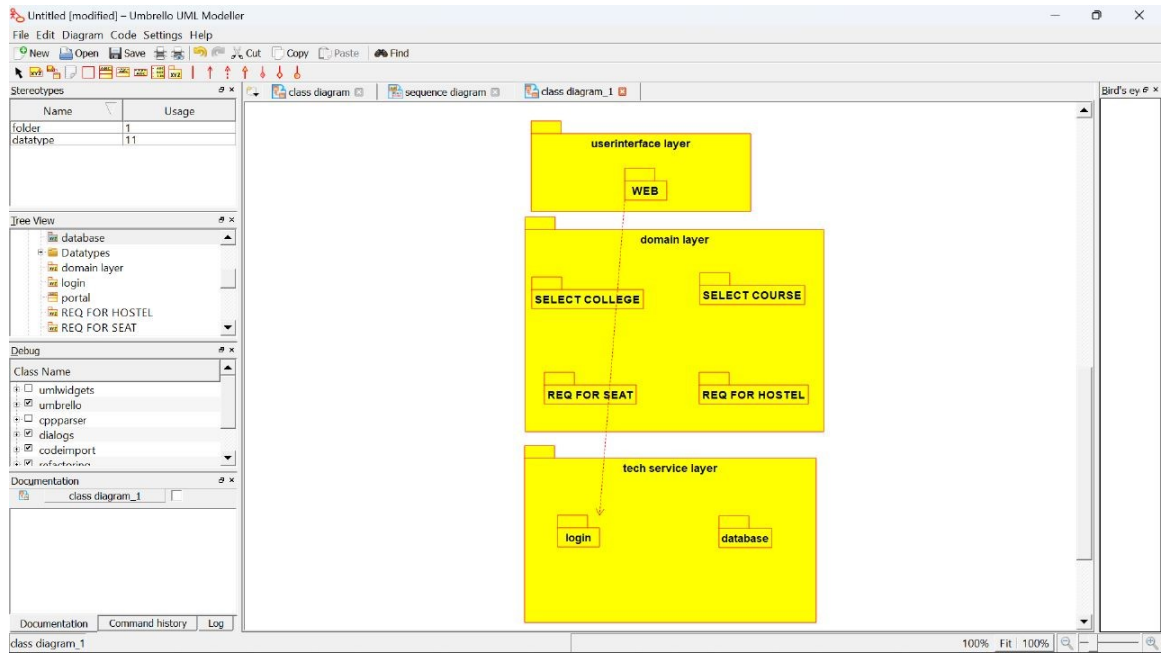 Untitled [modified] – Umbrello UML Modeller
File Edit Diagram Code Settings Help
New Open Save Cut Copy Paste Find
Stereotypes
class diagram sequence diagram class diagram_1
Bird's ey
Name Usage
folder 1
datatype 11
Tree View
database
Datatypes
domain layer
login
portal
REQ FOR HOSTEL
REQ FOR SEAT
Debug
Class Name
umlwidgets
umbrello
cppparser
dialogs
codeimport
refactoring
Documentation
class diagram_1
Documentation Command history Log
userinterface layer
WEB
domain layer
SELECT COLLEGE SELECT COURSE
REQ FOR SEAT REQ FOR HOSTEL
tech service layer
login database
class diagram_1 100% Fit 100%